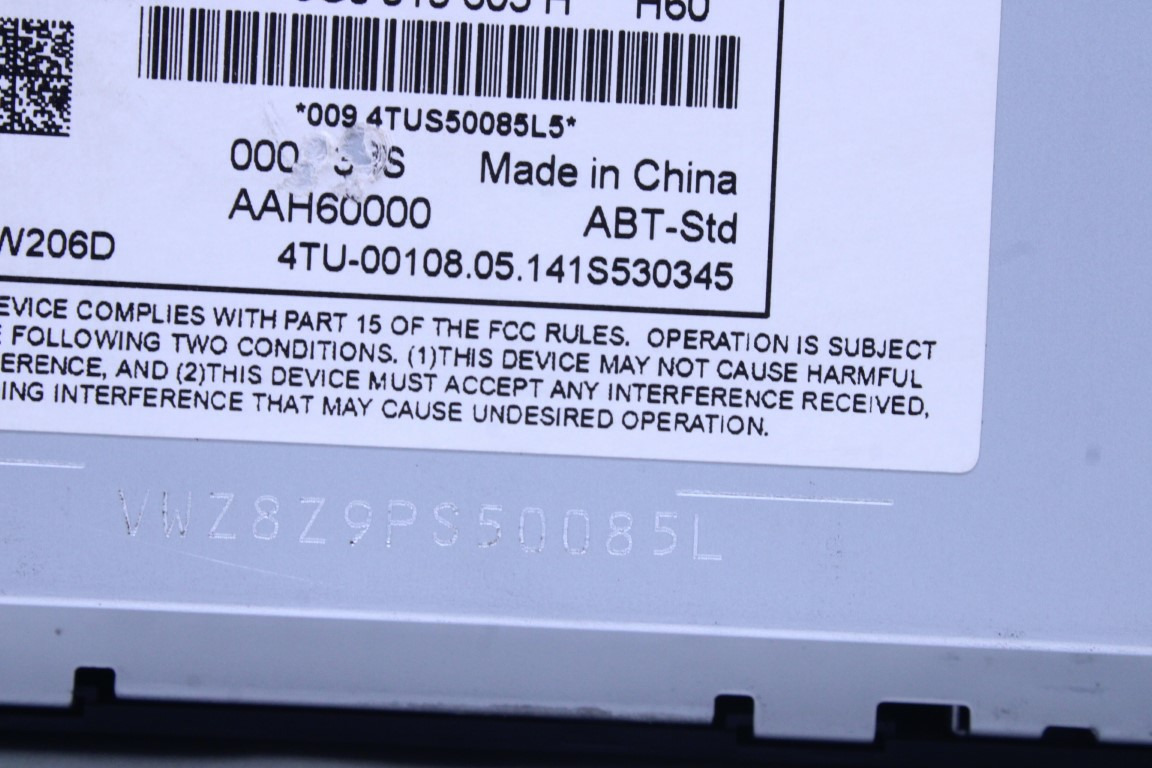 H60
*009 4TUS50085L5*
Made in China
AAH60000 ABT-Std
W206D 4TU-00108.05.141S530345
EVICE COMPLIES WITH PART 15 OF THE FCC RULES. OPERATION IS SUBJECT
FOLLOWING TWO CONDITIONS. (1)THIS DEVICE MAY NOT CAUSE HARMFUL
ERENCE, AND (2)THIS DEVICE MUST ACCEPT ANY INTERFERENCE RECEIVED,
ING INTERFERENCE THAT MAY CAUSE UNDESIRED OPERATION.
VWZ8Z9PS50085L